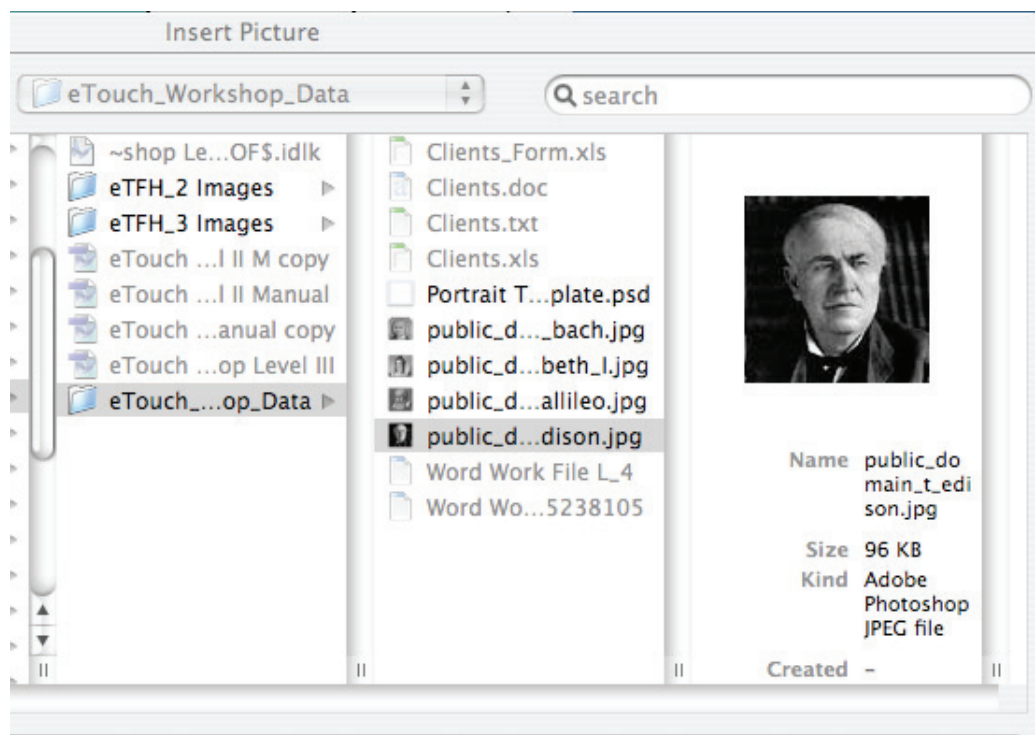 Insert Picture
eTouch_Workshop_Data
search
~shop Le...OF$.idlk
eTFH_2 Images
eTFH_3 Images
eTouch ...l II M copy
eTouch ...l II Manual
eTouch ...anual copy
eTouch ...op Level III
eTouch_...op_Data
Clients_Form.xls
Clients.doc
Clients.txt
Clients.xls
Portrait T...plate.psd
public_d..._bach.jpg
public_d...beth_I.jpg
public_d...allileo.jpg
public_d...dison.jpg
Word Work File L_4
Word Wo...5238105
Name public_do
main_t_edi
son.jpg
Size 96 KB
Kind Adobe
Photoshop
JPEG file
Created –